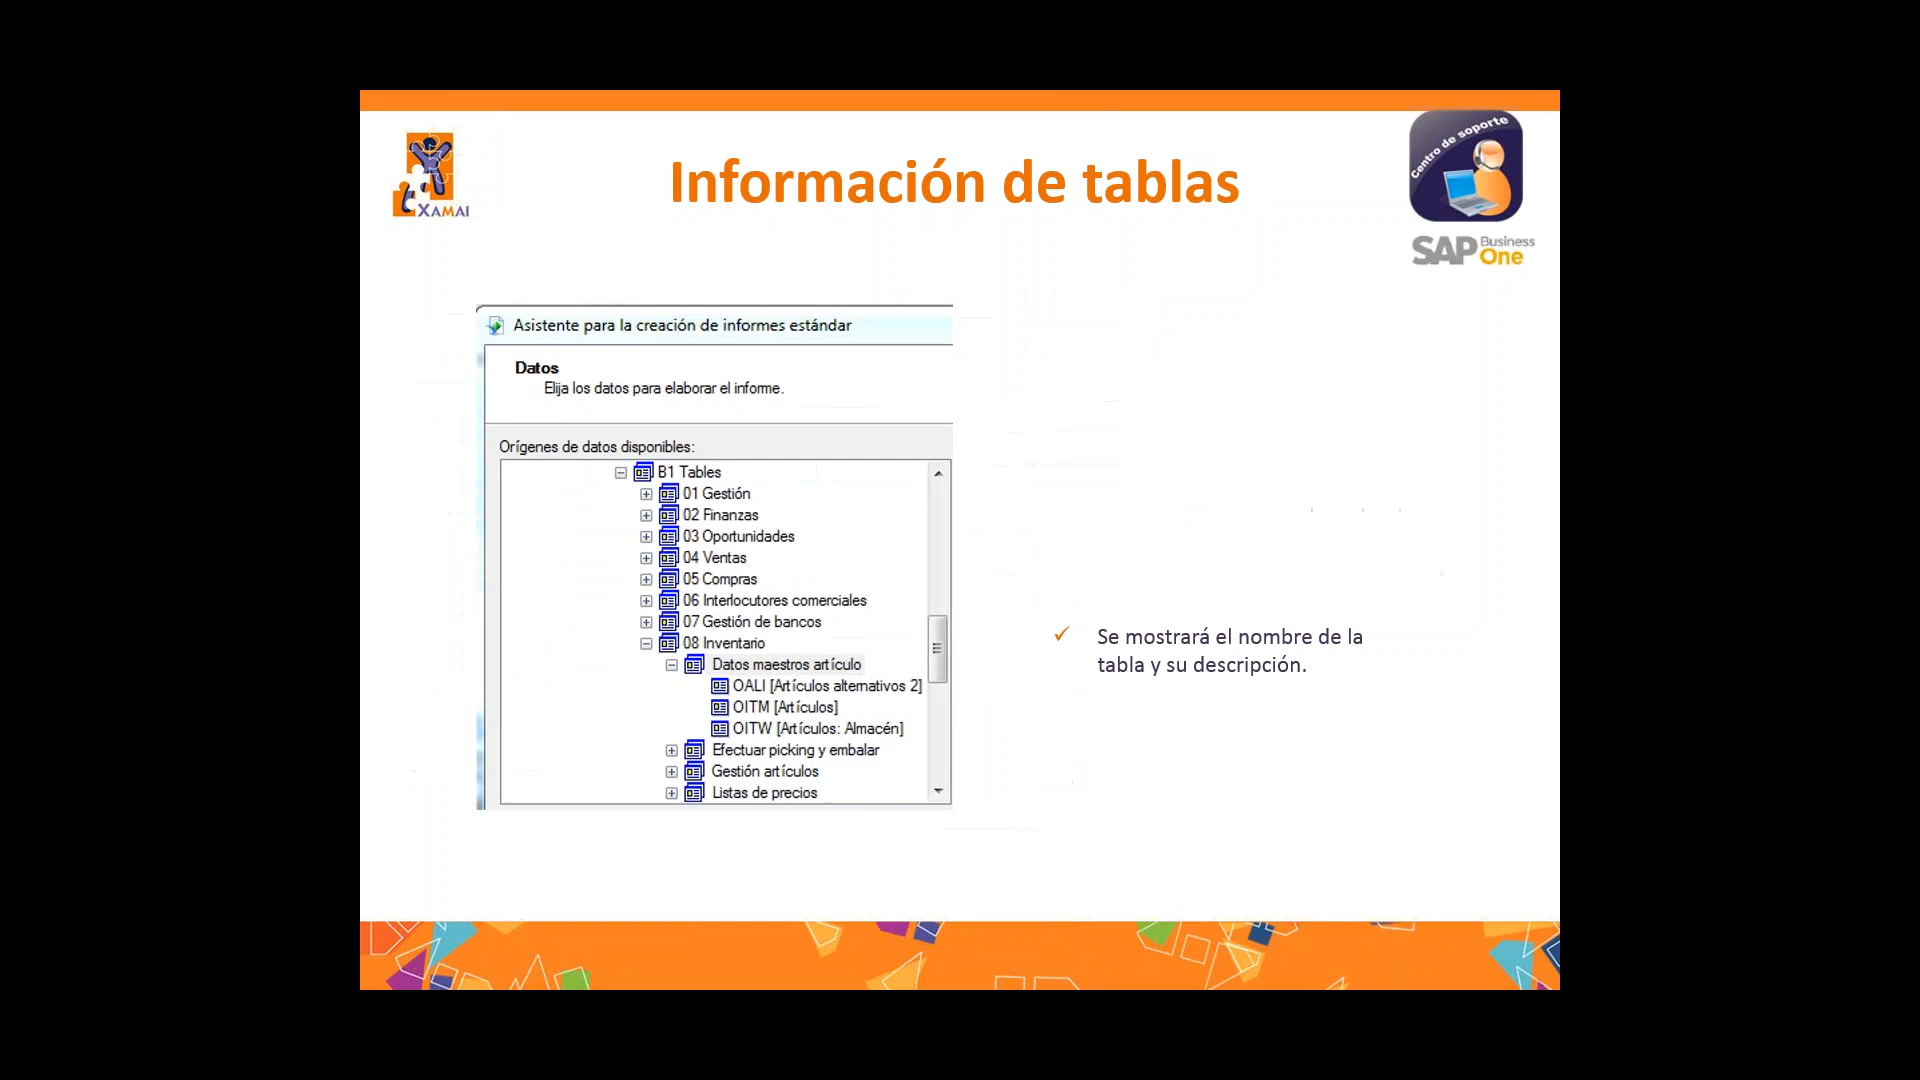 XAMAI
Información de tablas
Centro de soporte
SAP Business One
Asistente para la creación de informes estándar
Datos
Elija los datos para elaborar el informe.
Orígenes de datos disponibles:
B1 Tables
01 Gestión
02 Finanzas
03 Oportunidades
04 Ventas
05 Compras
06 Interlocutores comerciales
07 Gestión de bancos
08 Inventario
Datos maestros artículo
OALI [Artículos alternativos 2]
OITM [Artículos]
OITW [Artículos: Almacén]
Efectuar picking y embalar
Gestión artículos
Listas de precios
✓ Se mostrará el nombre de la
tabla y su descripción.